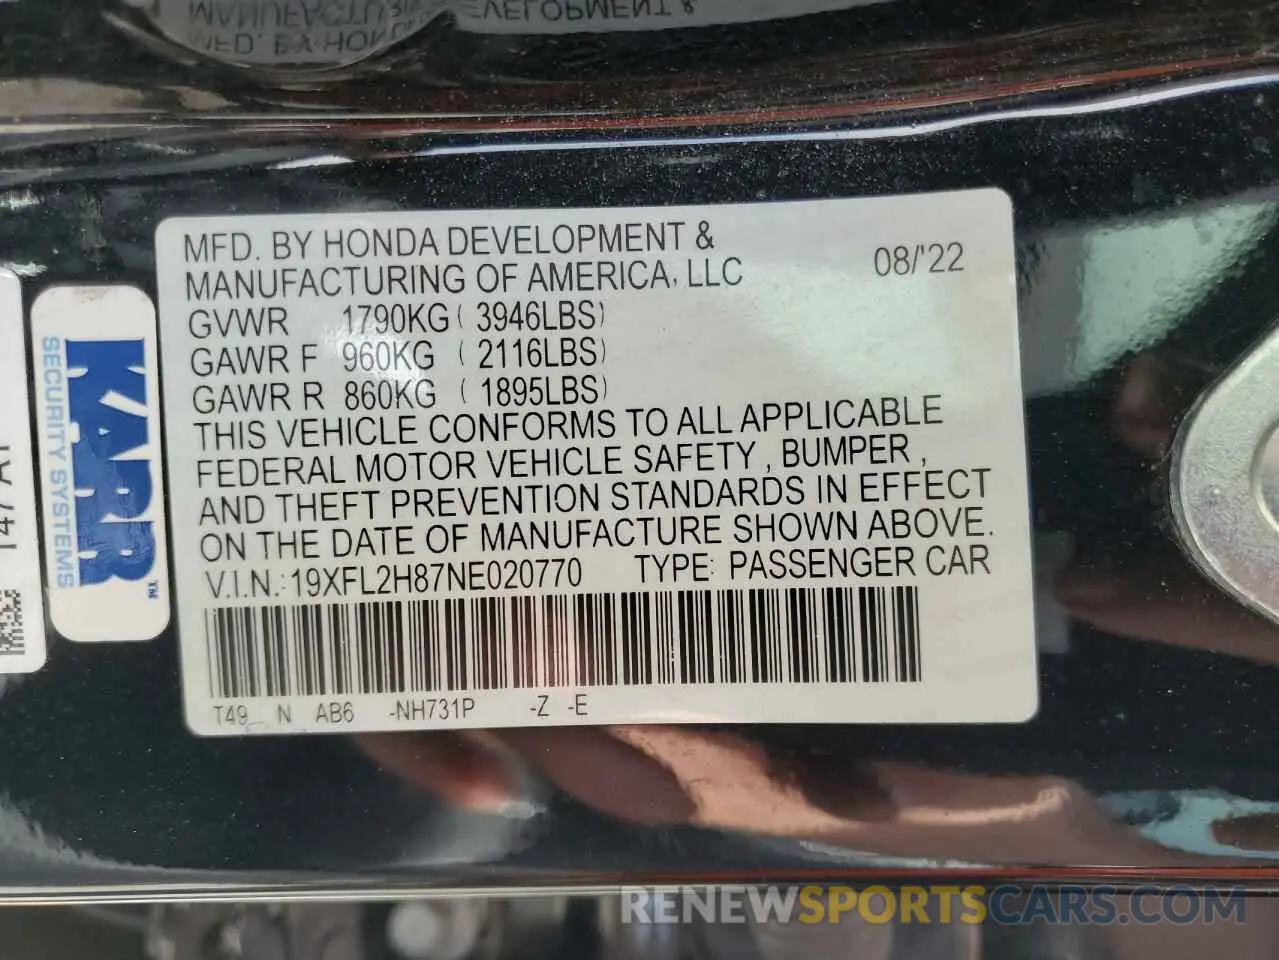 MFD. BY HONDA DEVELOPMENT &
MANUFACTURING OF AMERICA, LLC
08/'22
GVWR 1790KG ( 3946LBS)
GAWR F 960KG ( 2116LBS)
GAWR R 860KG ( 1895LBS)
THIS VEHICLE CONFORMS TO ALL APPLICABLE
FEDERAL MOTOR VEHICLE SAFETY , BUMPER ,
AND THEFT PREVENTION STANDARDS IN EFFECT
ON THE DATE OF MANUFACTURE SHOWN ABOVE.
V.I.N.: 19XFL2H87NE020770 TYPE: PASSENGER CAR
T49 N AB6 -NH731P -Z -E
KARR™
SECURITY SYSTEMS
RENEWSPORTSCARS.COM